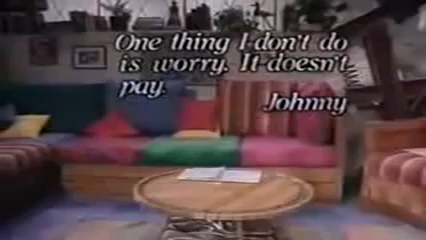 One thing I don't do
is worry. It doesn't
pay.
Johnny